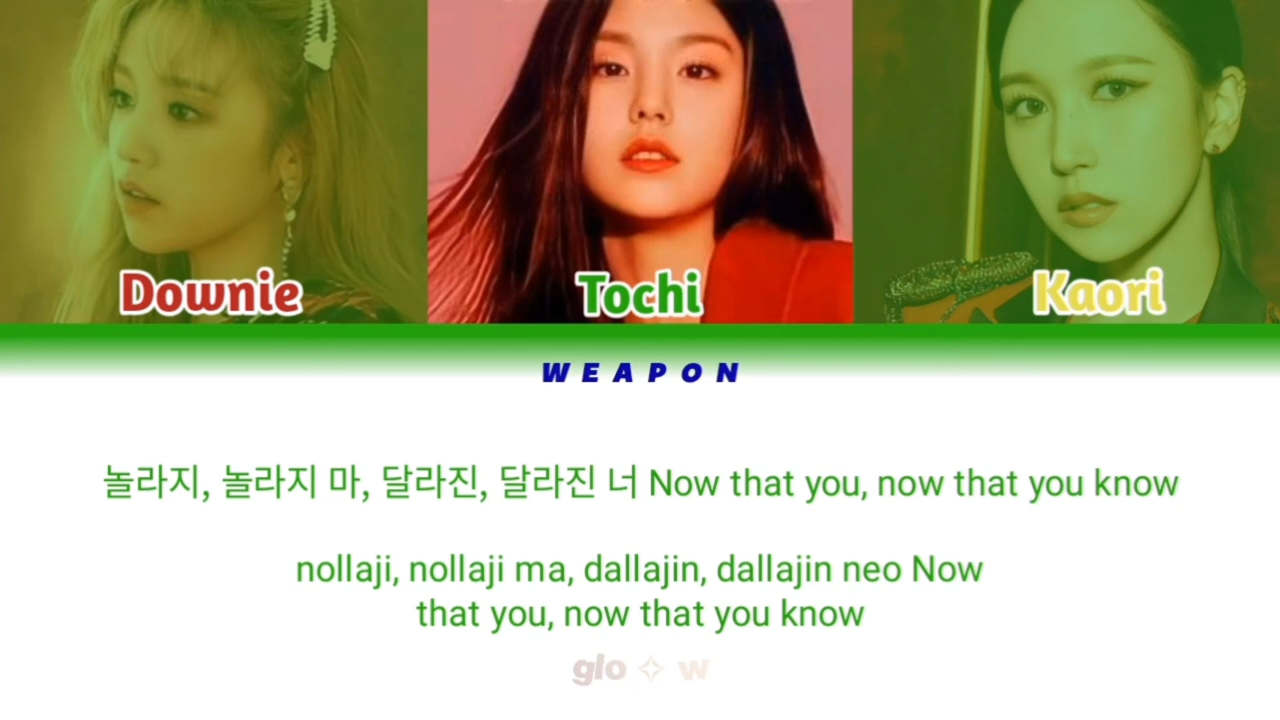 Downie
Tochi
Kaori
WEAPON
놀라지, 놀라지 마, 달라진, 달라진 너 Now that you, now that you know
nollaji, nollaji ma, dallajin, dallajin neo Now
that you, now that you know
glo✧w